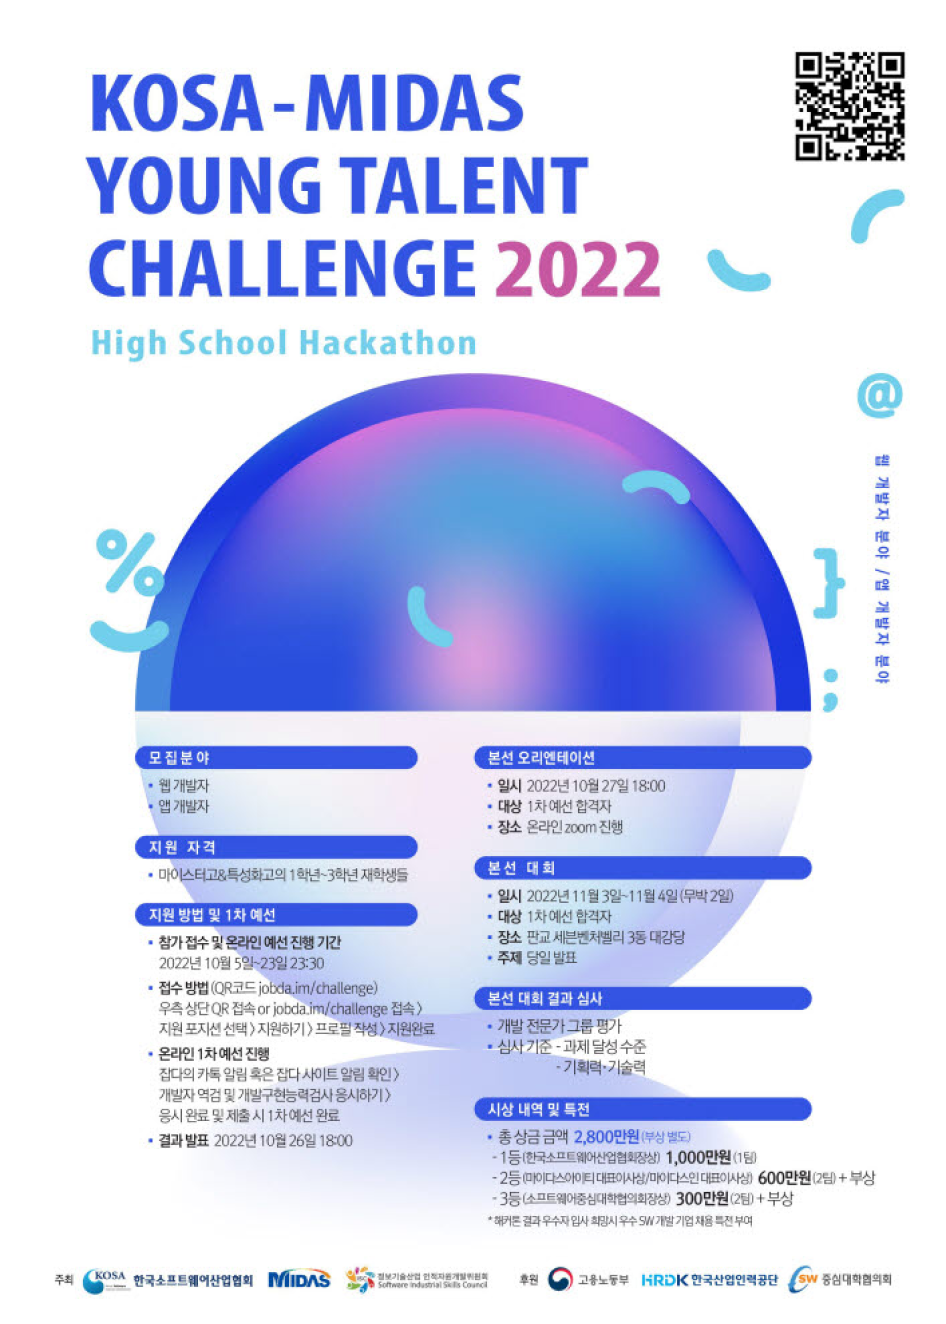 KOSA-MIDAS
YOUNG TALENT
CHALLENGE 2022
High School Hackathon
@
웹 개발자 분야 / 앱 개발자 분야
%
}
;
모집분야
• 웹 개발자
• 앱 개발자
지원 자격
• 마이스터고&특성화고의 1학년~3학년 재학생들
지원 방법 및 1차 예선
• 참가 접수 및 온라인 예선 진행 기간
2022년 10월 5일~23일 23:30
• 접수 방법(QR코드 jobda.im/challenge)
우측 상단 QR 접속 or jobda.im/challenge 접속 〉
지원 포지션 선택 〉 지원하기 〉 프로필 작성 〉 지원완료
• 온라인 1차 예선 진행
잡다의 카톡 알림 혹은 잡다 사이트 알림 확인 〉
개발자 역검 및 개발구현능력검사 응시하기 〉
응시 완료 및 제출 시 1차 예선 완료
• 결과 발표 2022년 10월 26일 18:00
본선 오리엔테이션
• 일시 2022년 10월 27일 18:00
• 대상 1차 예선 합격자
• 장소 온라인 zoom 진행
본선 대회
• 일시 2022년 11월 3일~11월 4일 (무박 2일)
• 대상 1차 예선 합격자
• 장소 판교 세븐벤처벨리 3동 대강당
• 주제 당일 발표
본선 대회 결과 심사
• 개발 전문가 그룹 평가
• 심사 기준 - 과제 달성 수준
- 기획력·기술력
시상 내역 및 특전
• 총 상금 금액 2,800만원 (부상 별도)
- 1등 (한국소프트웨어산업협회장상) 1,000만원 (1팀)
- 2등 (마이다스아이티 대표이사상/마이다스인 대표이사상) 600만원 (2팀) + 부상
- 3등 (소프트웨어중심대학협의회장상) 300만원 (2팀) + 부상
* 해커톤 결과 우수자 입사 희망시 우수 SW 개발 기업 채용 특전 부여
주최 KOSA 한국소프트웨어산업협회 MIDAS ISC 정보기술산업 인적자원개발위원회 Software Industrial Skills Council 후원 고용노동부 HRDK 한국산업인력공단 SW 중심대학협의회